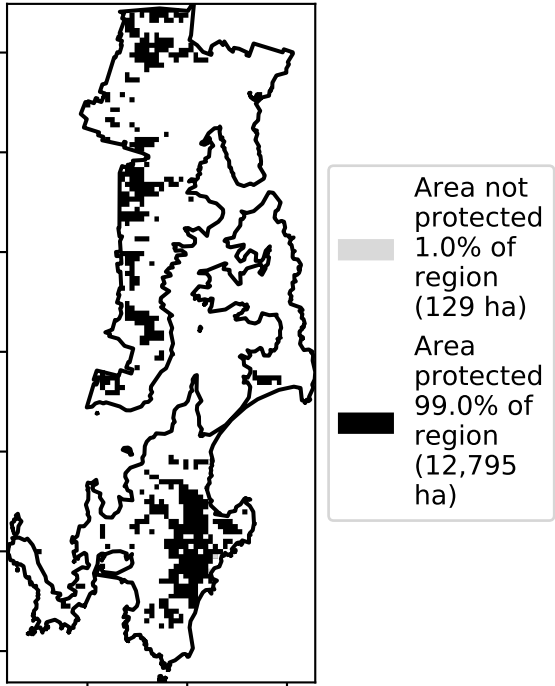 Area not
protected
1.0% of
region
(129 ha)
Area
protected
99.0% of
region
(12,795
ha)